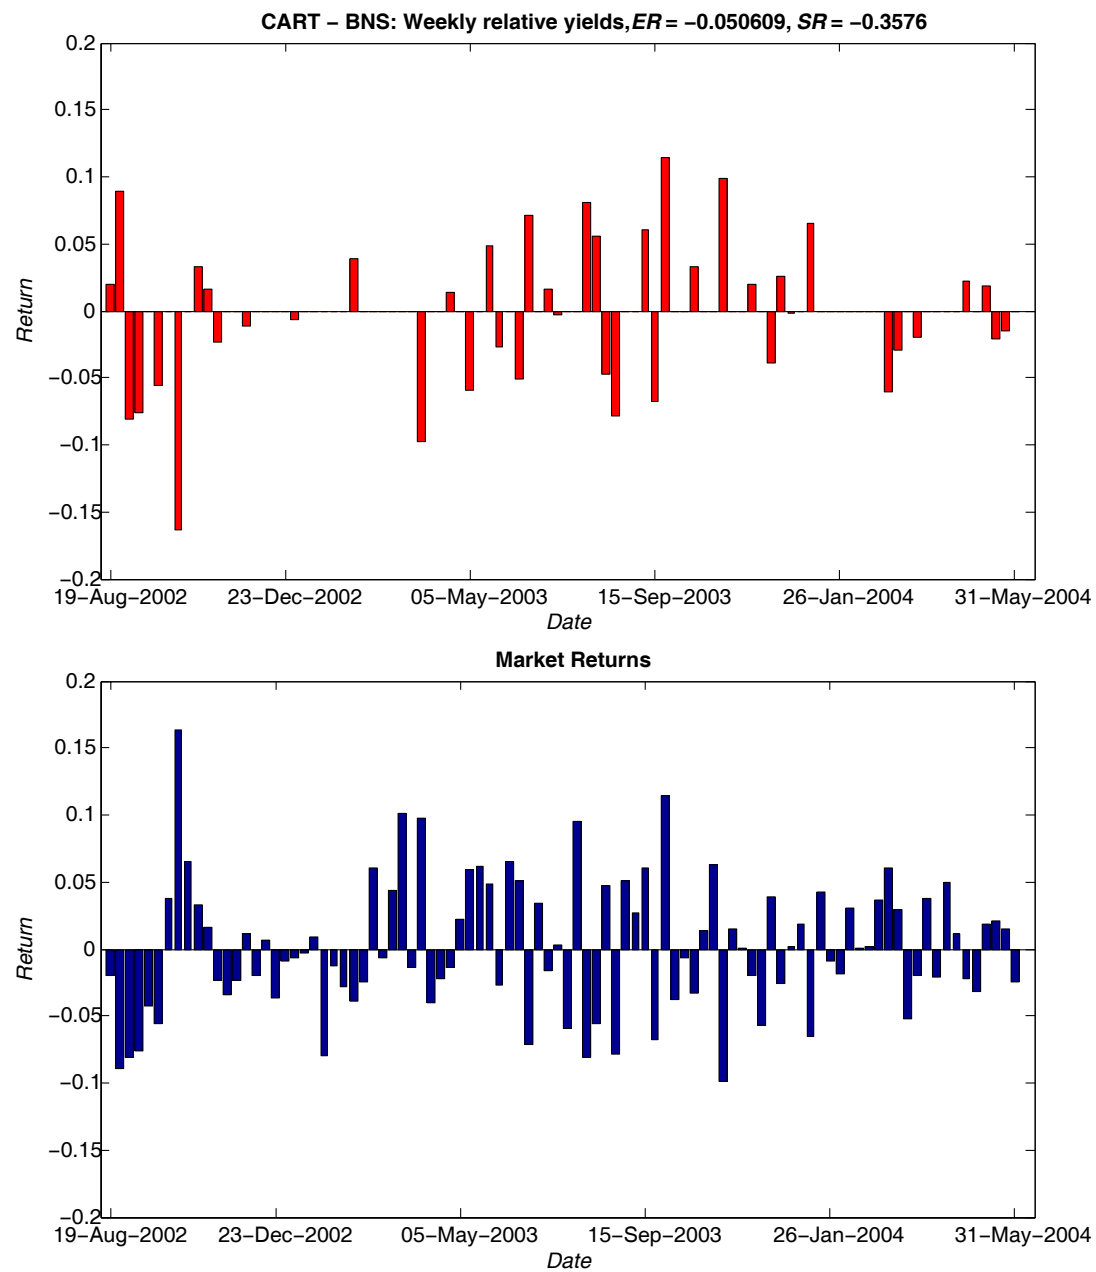 CART – BNS: Weekly relative yields,ER = −0.050609, SR = −0.3576
0.2
0.15
0.1
0.05
0
−0.05
−0.1
−0.15
−0.2
Return
19−Aug−2002 23−Dec−2002 05−May−2003 15−Sep−2003 26−Jan−2004 31−May−2004
Date
Market Returns
0.2
0.15
0.1
0.05
0
−0.05
−0.1
−0.15
−0.2
Return
19−Aug−2002 23−Dec−2002 05−May−2003 15−Sep−2003 26−Jan−2004 31−May−2004
Date